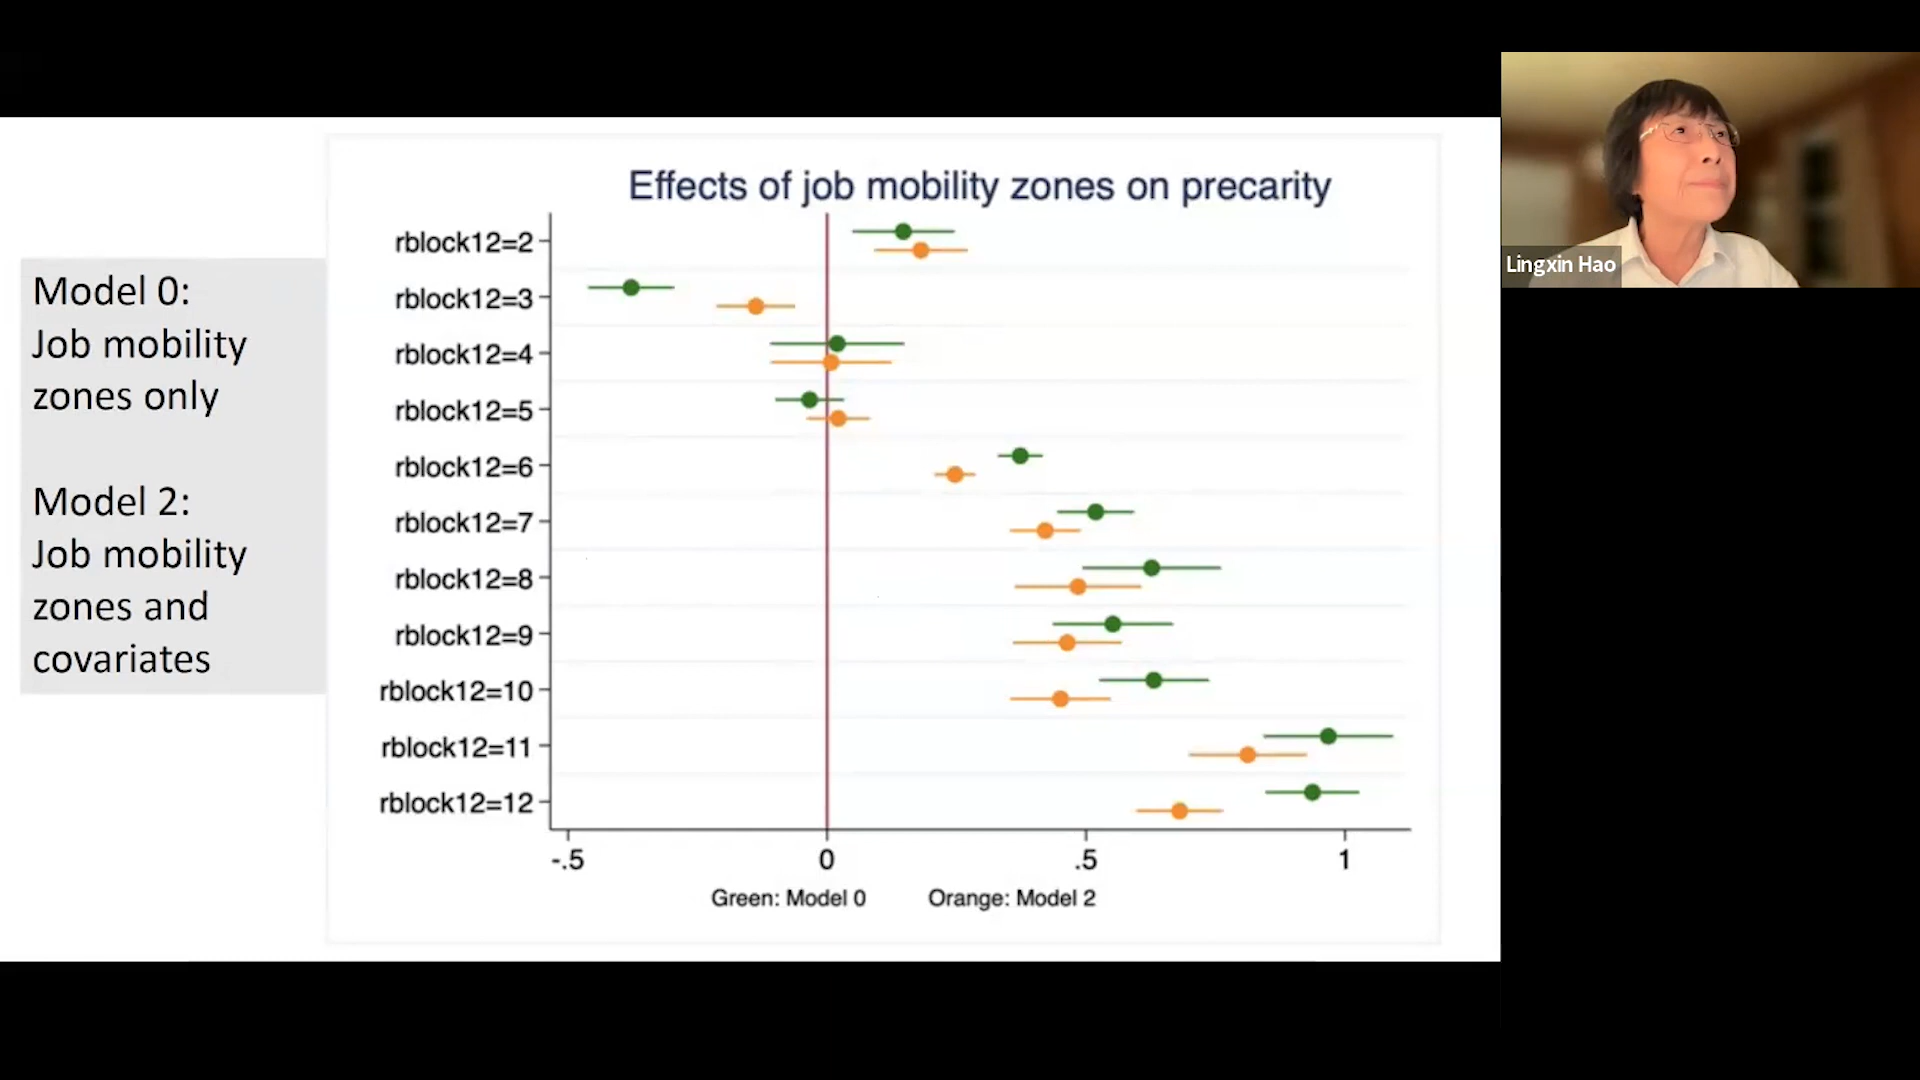 Effects of job mobility zones on precarity
Model 0:
Job mobility
zones only
Model 2:
Job mobility
zones and
covariates
rblock12=2
rblock12=3
rblock12=4
rblock12=5
rblock12=6
rblock12=7
rblock12=8
rblock12=9
rblock12=10
rblock12=11
rblock12=12
-.5 0 .5 1
Green: Model 0 Orange: Model 2
Lingxin Hao